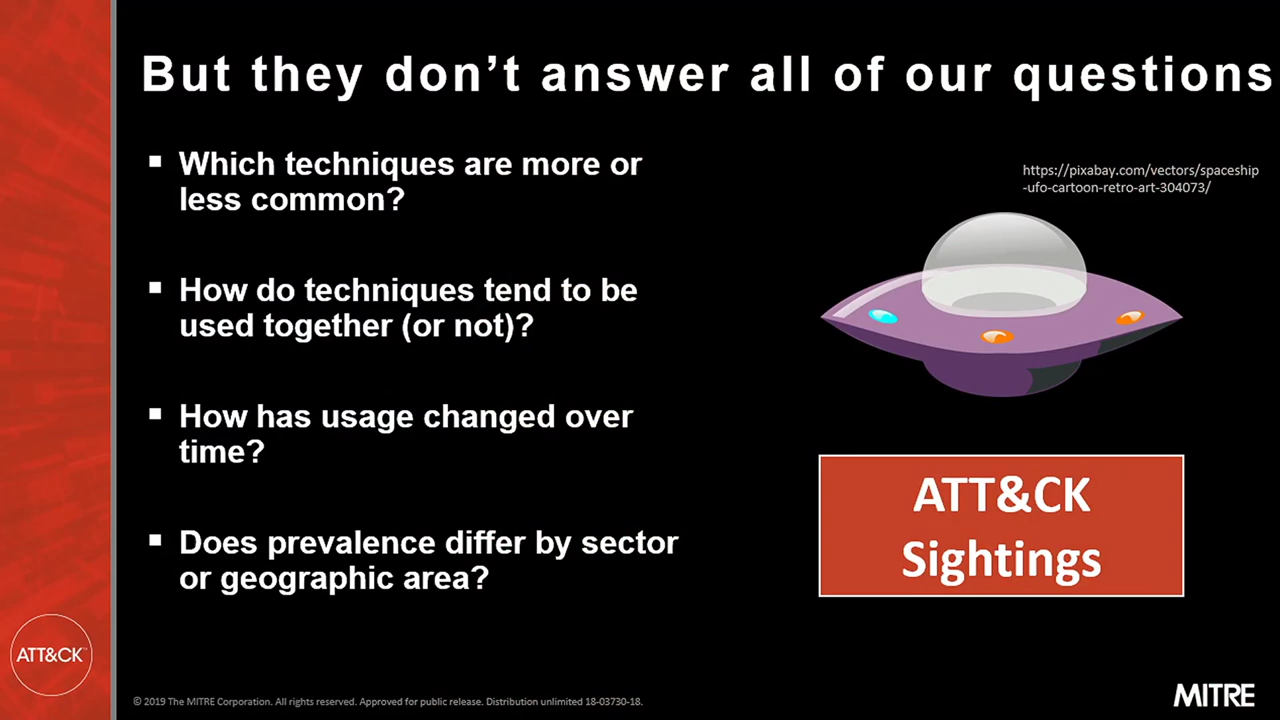 But they don’t answer all of our questions
▪ Which techniques are more or
less common?
▪ How do techniques tend to be
used together (or not)?
▪ How has usage changed over
time?
▪ Does prevalence differ by sector
or geographic area?
https://pixabay.com/vectors/spaceship
-ufo-cartoon-retro-art-304073/
ATT&CK
Sightings
ATT&CK™
© 2019 The MITRE Corporation. All rights reserved. Approved for public release. Distribution unlimited 18-03730-18.
MITRE